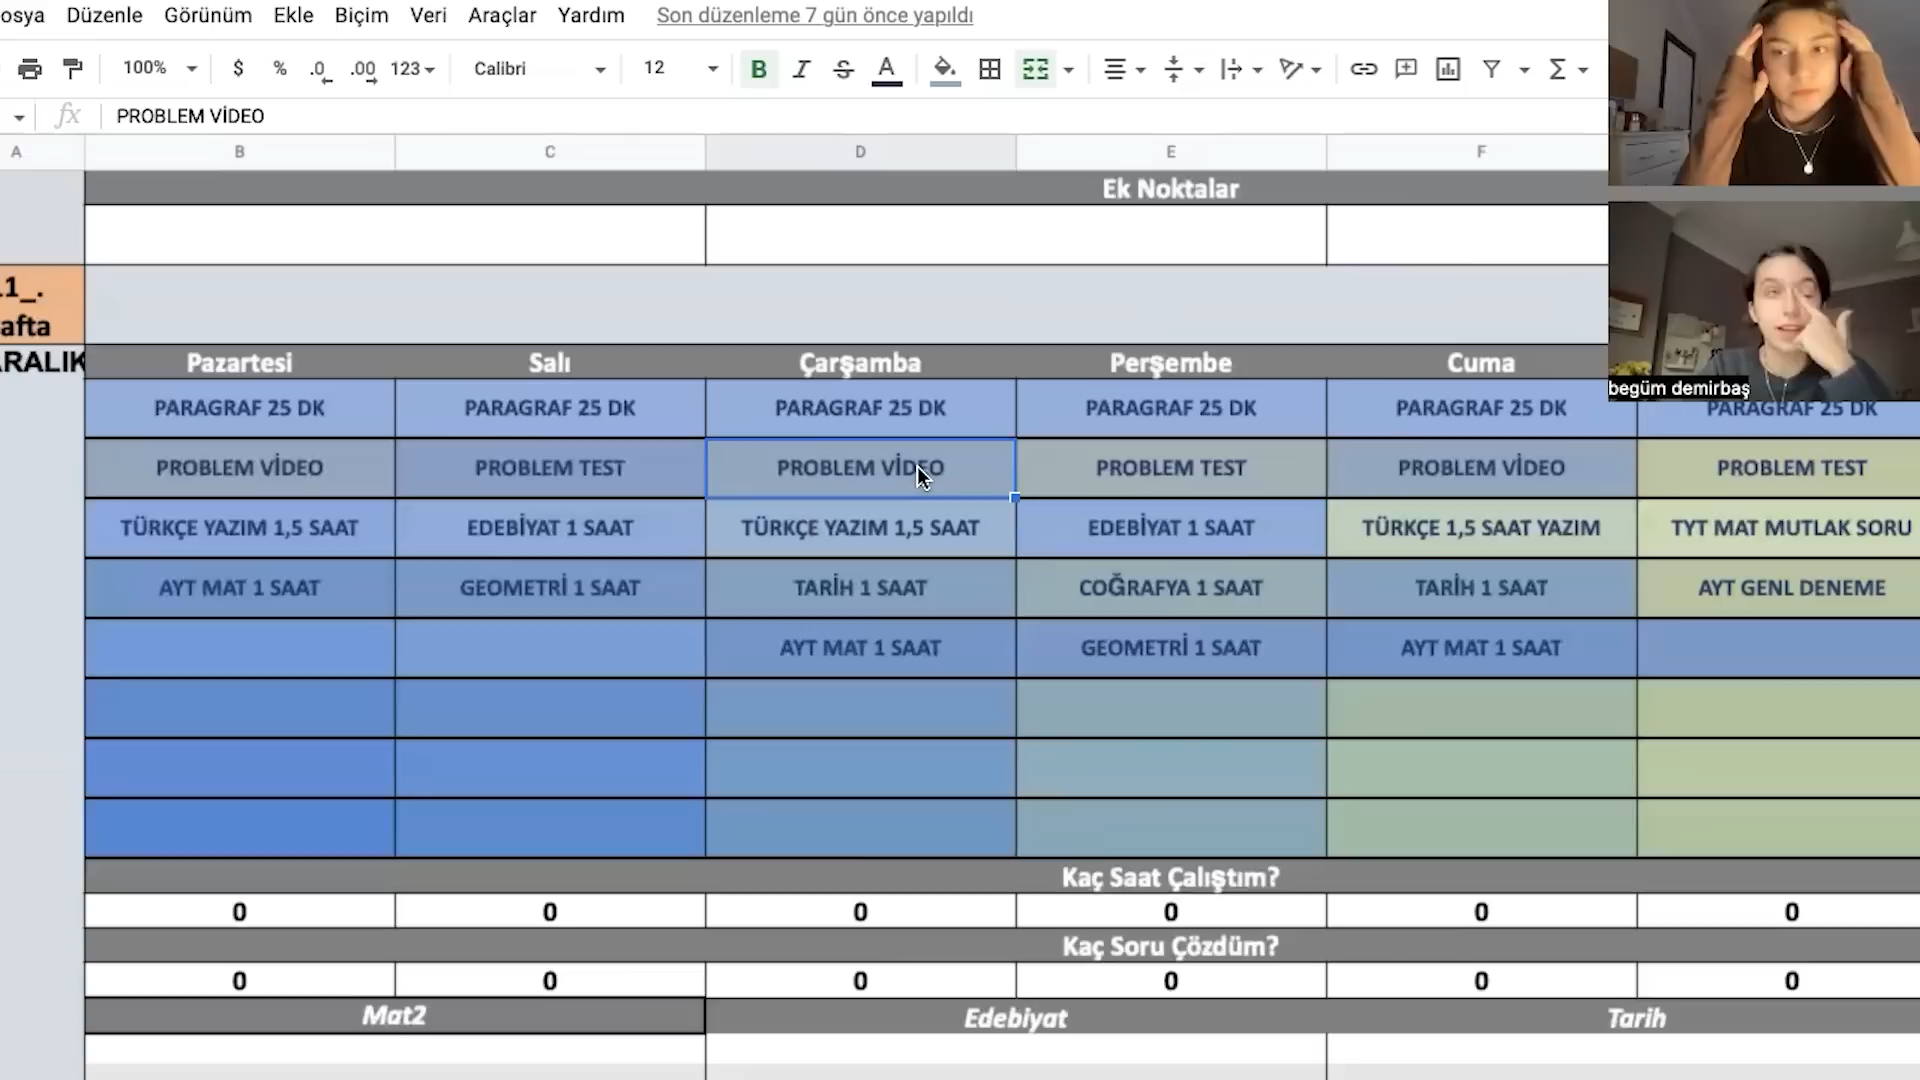 osya Düzenle Görünüm Ekle Biçim Veri Araçlar Yardım Son düzenleme 7 gün önce yapıldı
100% $ % .0 .00 123 Calibri 12 B I S A
fx PROBLEM VİDEO
A B C D E F
Ek Noktalar
1_.
afta
begüm demirbaş
ARALIK Pazartesi Salı Çarşamba Perşembe Cuma
PARAGRAF 25 DK PARAGRAF 25 DK PARAGRAF 25 DK PARAGRAF 25 DK PARAGRAF 25 DK PARAGRAF 25 DK
PROBLEM VİDEO PROBLEM TEST PROBLEM VİDEO PROBLEM TEST PROBLEM VİDEO PROBLEM TEST
TÜRKÇE YAZIM 1,5 SAAT EDEBİYAT 1 SAAT TÜRKÇE YAZIM 1,5 SAAT EDEBİYAT 1 SAAT TÜRKÇE 1,5 SAAT YAZIM TYT MAT MUTLAK SORU
AYT MAT 1 SAAT GEOMETRİ 1 SAAT TARİH 1 SAAT COĞRAFYA 1 SAAT TARİH 1 SAAT AYT GENL DENEME
AYT MAT 1 SAAT GEOMETRİ 1 SAAT AYT MAT 1 SAAT
Kaç Saat Çalıştım?
0 0 0 0 0 0
Kaç Soru Çözdüm?
0 0 0 0 0 0
Mat2 Edebiyat Tarih